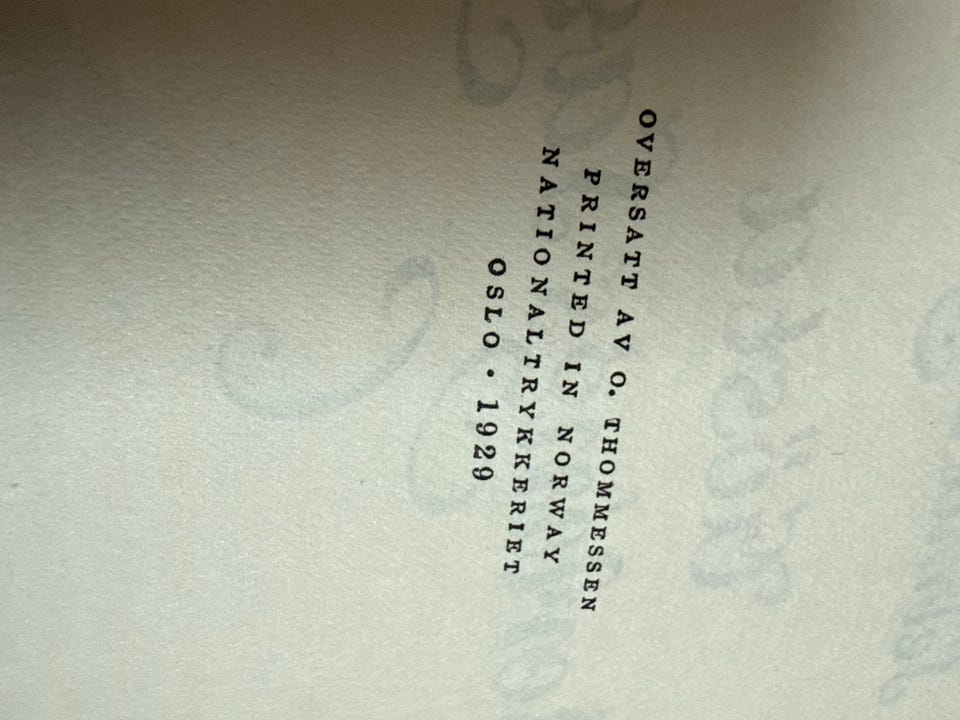 OVERSATT AV O. THOMMESSEN
PRINTED IN NORWAY
NATIONALTRYKKERIET
OSLO • 1929